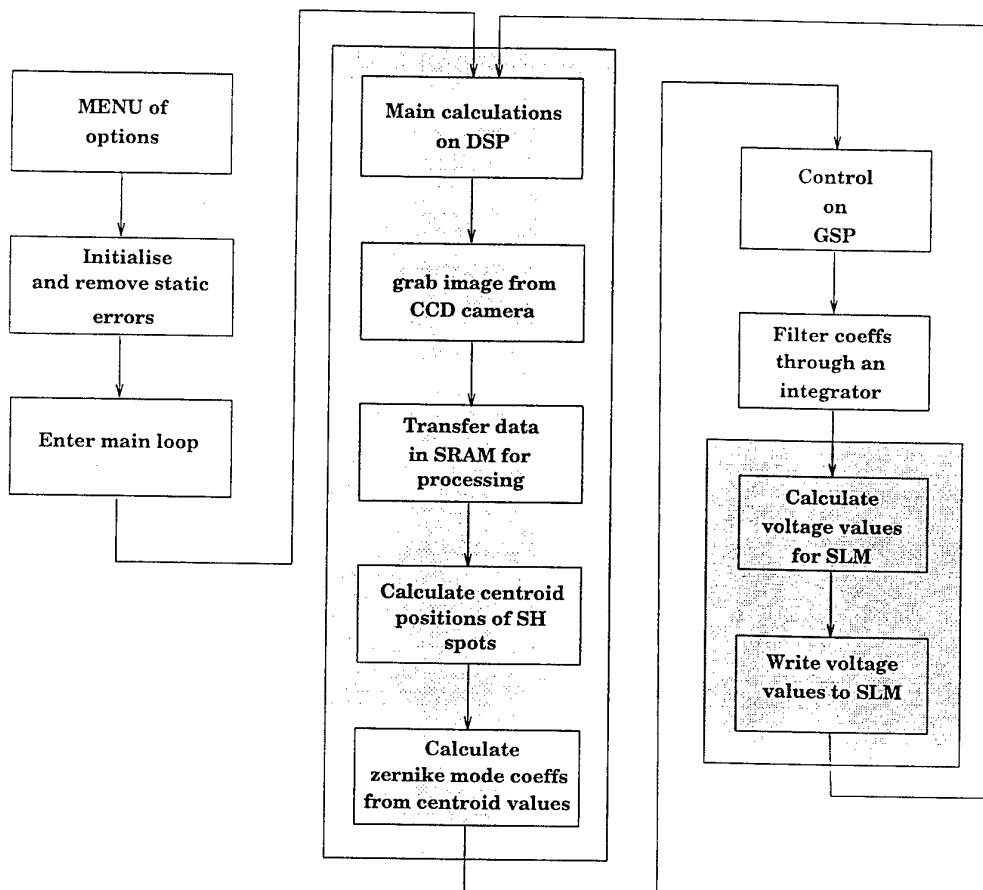 MENU of
options
Initialise
and remove static
errors
Enter main loop
Main calculations
on DSP
grab image from
CCD camera
Transfer data
in SRAM for
processing
Calculate centroid
positions of SH
spots
Calculate
zernike mode coeffs
from centroid values
Control
on
GSP
Filter coeffs
through an
integrator
Calculate
voltage values
for SLM
Write voltage
values to SLM